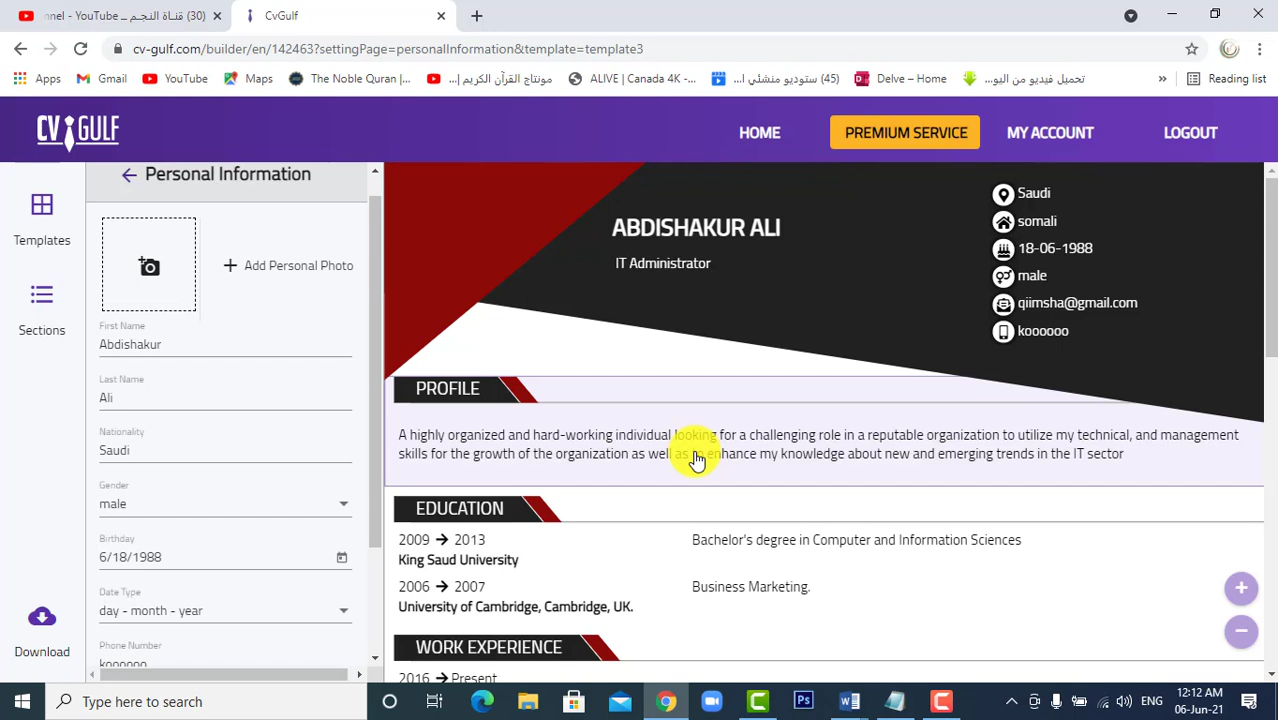 nnel - YouTube ـ قناة النجـم (30)
CvGulf
cv-gulf.com/builder/en/142463?settingPage=personalInformation&template=template3
Apps
Gmail
YouTube
Maps
The Noble Quran |...
مونتاج القرآن الكريم |...
ALIVE | Canada 4K -...
(45) ستوديو منشئي ا...
Delve – Home
تحميل فيديو من اليو...
»
Reading list
CV GULF
HOME
PREMIUM SERVICE
MY ACCOUNT
LOGOUT
Templates
Sections
Download
Personal Information
Add Personal Photo
First Name
Abdishakur
Last Name
Ali
Nationality
Saudi
Gender
male
Birthday
6/18/1988
Date Type
day - month - year
Phone Number
koooooo
ABDISHAKUR ALI
IT Administrator
Saudi
somali
18-06-1988
male
qiimsha@gmail.com
koooooo
PROFILE
A highly organized and hard-working individual looking for a challenging role in a reputable organization to utilize my technical, and management
skills for the growth of the organization as well as to enhance my knowledge about new and emerging trends in the IT sector
EDUCATION
2009 → 2013
Bachelor's degree in Computer and Information Sciences
King Saud University
2006 → 2007
Business Marketing.
University of Cambridge, Cambridge, UK.
WORK EXPERIENCE
2016 → Present
Type here to search
ENG
12:12 AM
06-Jun-21